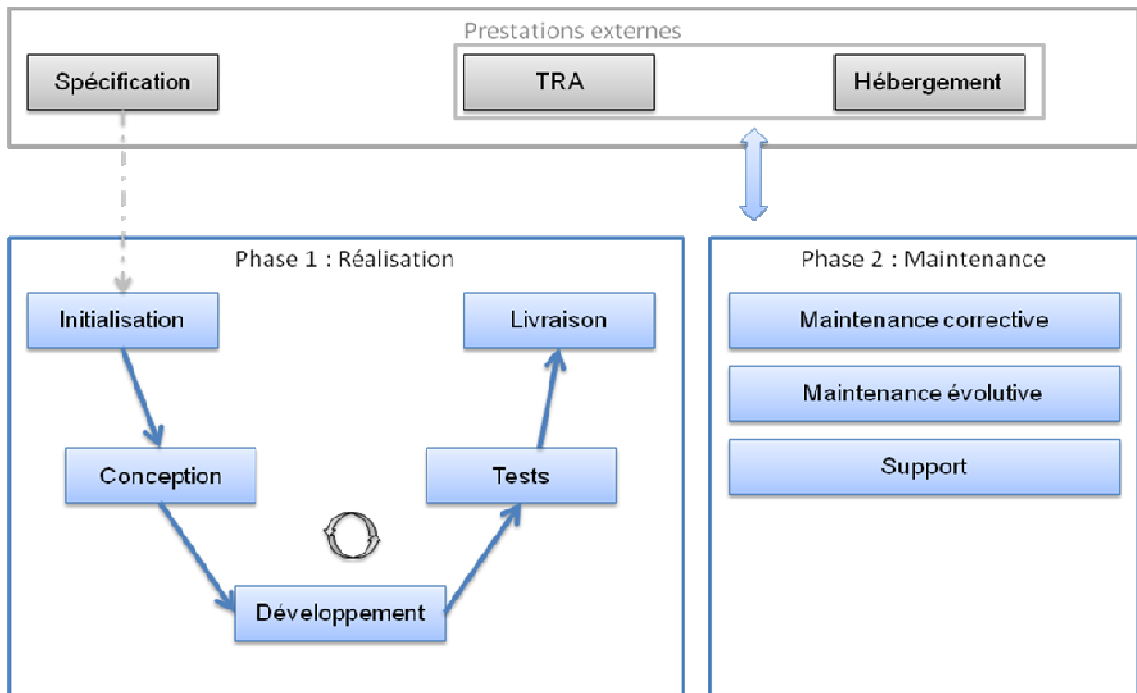 Prestations externes
Spécification
TRA
Hébergement
Phase 1 : Réalisation
Initialisation
Livraison
Conception
Tests
Développement
Phase 2 : Maintenance
Maintenance corrective
Maintenance évolutive
Support